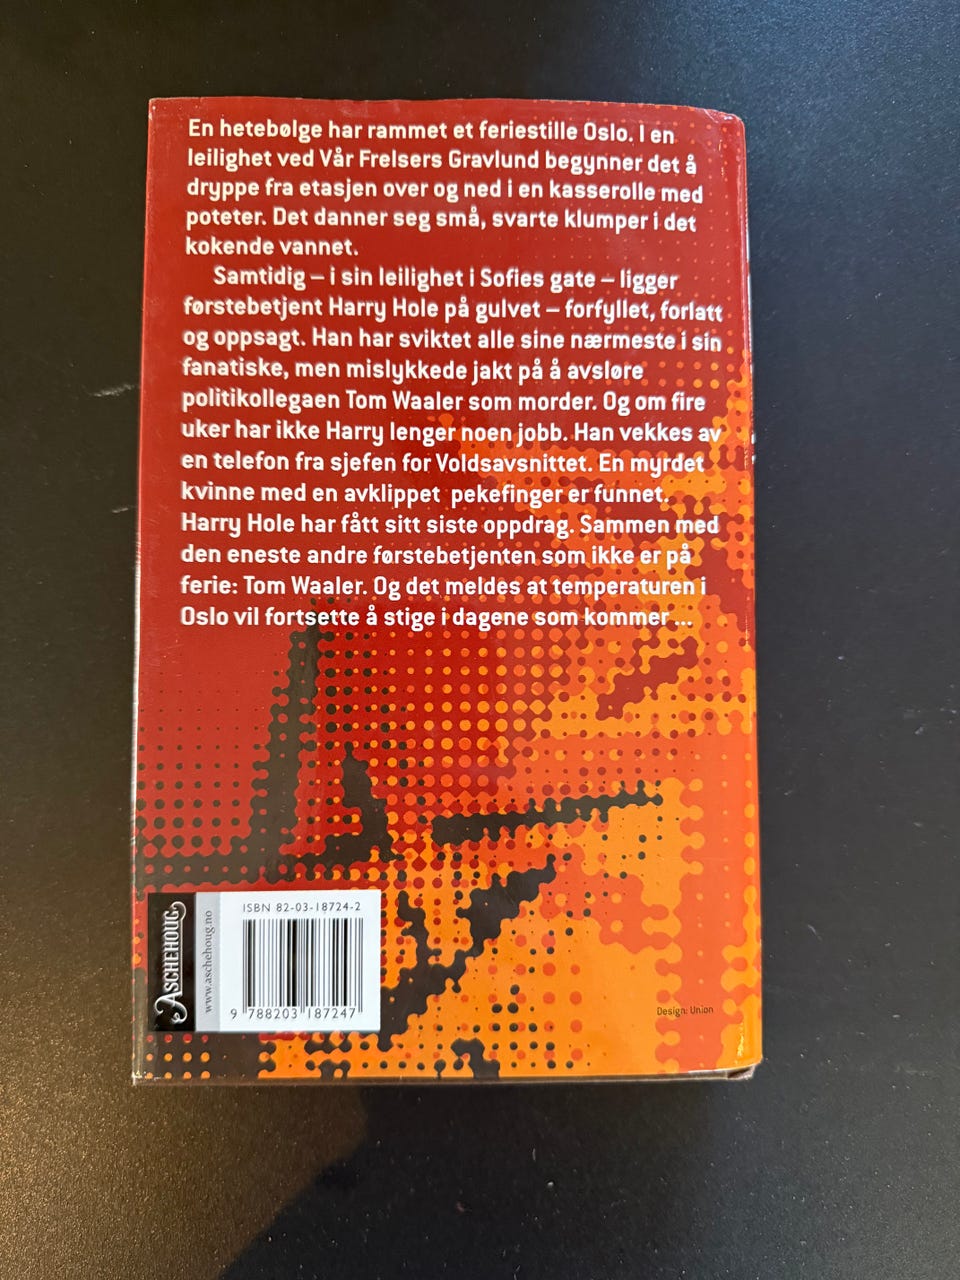 En hetebølge har rammet et feriestille Oslo. I en
leilighet ved Vår Frelsers Gravlund begynner det å
dryppe fra etasjen over og ned i en kasserolle med
poteter. Det danner seg små, svarte klumper i det
kokende vannet.
Samtidig – i sin leilighet i Sofies gate – ligger
førstebetjent Harry Hole på gulvet – forfyllet, forlatt
og oppsagt. Han har sviktet alle sine nærmeste i sin
fanatiske, men mislykkede jakt på å avsløre
politikollegaen Tom Waaler som morder. Og om fire
uker har ikke Harry lenger noen jobb. Han vekkes av
en telefon fra sjefen for Voldsavsnittet. En myrdet
kvinne med en avklippet pekefinger er funnet.
Harry Hole har fått sitt siste oppdrag. Sammen med
den eneste andre førstebetjenten som ikke er på
ferie: Tom Waaler. Og det meldes at temperaturen i
Oslo vil fortsette å stige i dagene som kommer ...
ASCHEHOUG
www.aschehoug.no
ISBN 82-03-18724-2
9 788203 187247
Design: Union